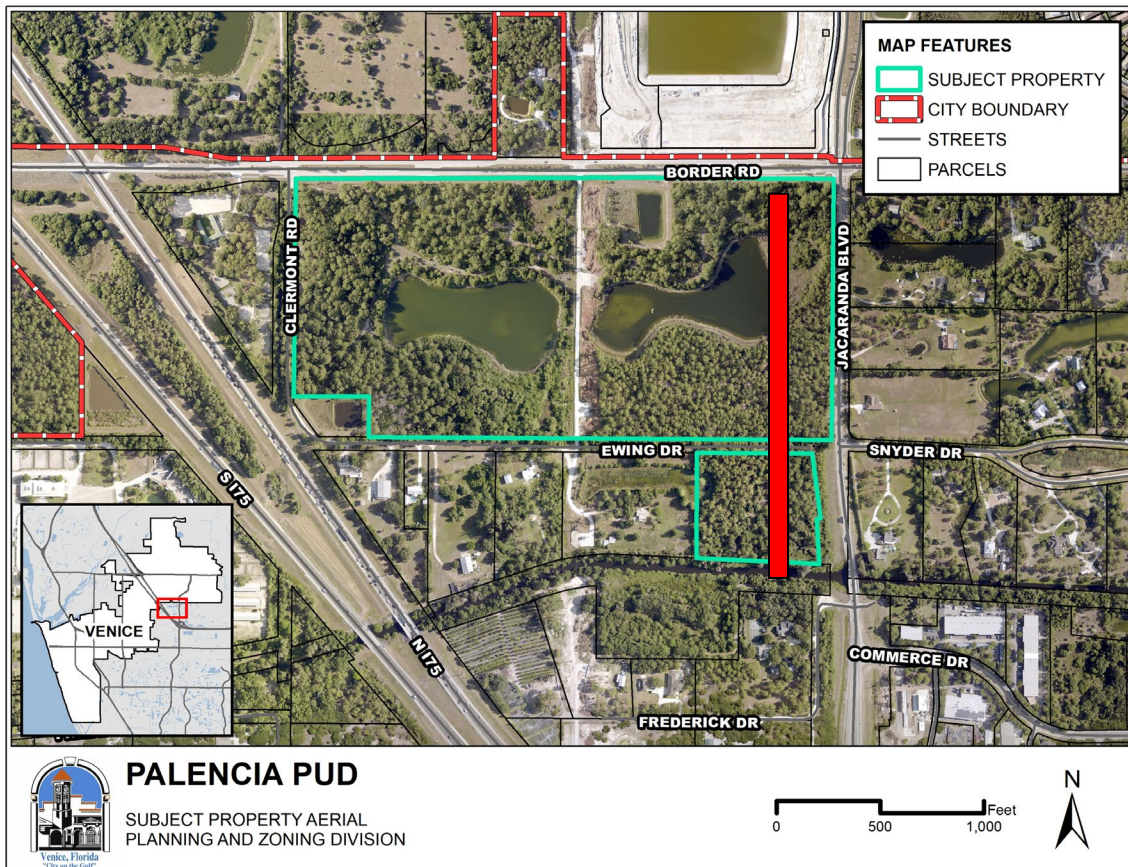 MAP FEATURES
SUBJECT PROPERTY
CITY BOUNDARY
STREETS
PARCELS
BORDER RD
CLERMONT RD
JACARANDA BLVD
EWING DR
SNYDER DR
S I75
N I75
VENICE
COMMERCE DR
FREDERICK DR
PALENCIA PUD
SUBJECT PROPERTY AERIAL
PLANNING AND ZONING DIVISION
Venice, Florida
"City on the Gulf"
Feet
0 500 1,000
N